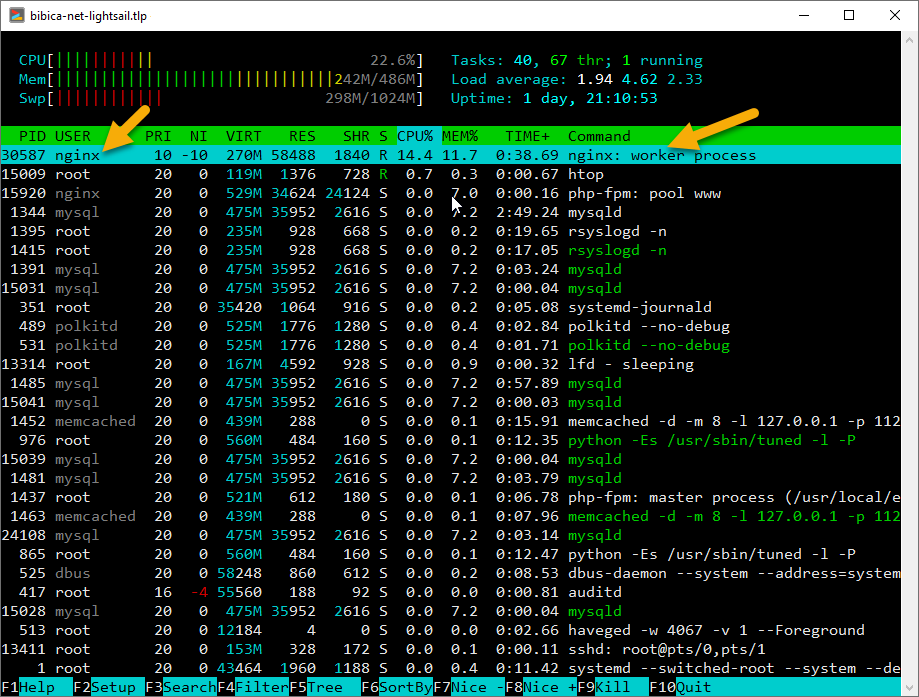 bibica-net-lightsail.tlp
CPU[||||||||||| 22.6%] Tasks: 40, 67 thr; 1 running
Mem[|||||||||||||||||||||||||||||||242M/486M] Load average: 1.94 4.62 2.33
Swp[|||||||||||| 298M/1024M] Uptime: 1 day, 21:10:53
PID USER PRI NI VIRT RES SHR S CPU% MEM% TIME+ Command
30587 nginx 10 -10 270M 58488 1840 R 14.4 11.7 0:38.69 nginx: worker process
15009 root 20 0 119M 1376 728 R 0.7 0.3 0:00.67 htop
15920 nginx 20 0 529M 34624 24124 S 0.0 7.0 0:00.16 php-fpm: pool www
1344 mysql 20 0 475M 35952 2616 S 0.0 7.2 2:49.24 mysqld
1395 root 20 0 235M 928 668 S 0.0 0.2 0:19.65 rsyslogd -n
1415 root 20 0 235M 928 668 S 0.0 0.2 0:17.05 rsyslogd -n
1391 mysql 20 0 475M 35952 2616 S 0.0 7.2 0:03.24 mysqld
15031 mysql 20 0 475M 35952 2616 S 0.0 7.2 0:00.04 mysqld
351 root 20 0 35420 1064 916 S 0.0 0.2 0:05.08 systemd-journald
489 polkitd 20 0 525M 1776 1280 S 0.0 0.4 0:02.84 polkitd --no-debug
531 polkitd 20 0 525M 1776 1280 S 0.0 0.4 0:01.71 polkitd --no-debug
13314 root 20 0 167M 4592 928 S 0.0 0.9 0:00.32 lfd - sleeping
1485 mysql 20 0 475M 35952 2616 S 0.0 7.2 0:57.89 mysqld
15041 mysql 20 0 475M 35952 2616 S 0.0 7.2 0:00.03 mysqld
1452 memcached 20 0 439M 288 0 S 0.0 0.1 0:15.91 memcached -d -m 8 -l 127.0.0.1 -p 112
976 root 20 0 560M 484 160 S 0.0 0.1 0:12.35 python -Es /usr/sbin/tuned -l -P
15039 mysql 20 0 475M 35952 2616 S 0.0 7.2 0:00.04 mysqld
1481 mysql 20 0 475M 35952 2616 S 0.0 7.2 0:03.79 mysqld
1437 root 20 0 521M 612 180 S 0.0 0.1 0:06.78 php-fpm: master process (/usr/local/e
1463 memcached 20 0 439M 288 0 S 0.0 0.1 0:07.96 memcached -d -m 8 -l 127.0.0.1 -p 112
24108 mysql 20 0 475M 35952 2616 S 0.0 7.2 0:03.14 mysqld
865 root 20 0 560M 484 160 S 0.0 0.1 0:12.47 python -Es /usr/sbin/tuned -l -P
525 dbus 20 0 58248 860 612 S 0.0 0.2 0:08.53 dbus-daemon --system --address=system
417 root 16 -4 55560 188 92 S 0.0 0.0 0:00.81 auditd
15028 mysql 20 0 475M 35952 2616 S 0.0 7.2 0:00.04 mysqld
513 root 20 0 12184 4 0 S 0.0 0.0 0:02.66 haveged -w 4067 -v 1 --Foreground
13411 root 20 0 153M 328 172 S 0.0 0.1 0:00.11 sshd: root@pts/0,pts/1
1 root 20 0 43464 1960 1188 S 0.0 0.4 0:11.42 systemd --switched-root --system --de
F1Help F2Setup F3SearchF4FilterF5Tree F6SortByF7Nice -F8Nice +F9Kill F10Quit